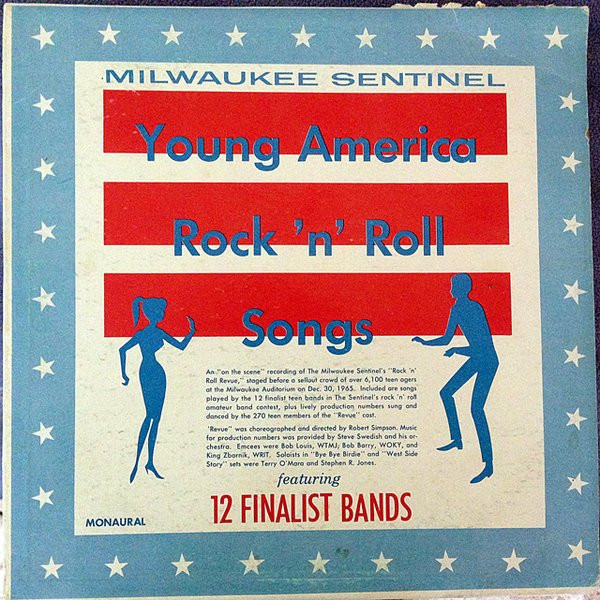 MILWAUKEE SENTINEL
Young America
Rock 'n' Roll
Songs
An "on the scene" recording of The Milwaukee Sentinel's "Rock 'n'
Roll Revue," staged before a sellout crowd of over 6,100 teen agers
at the Milwaukee Auditorium on Dec. 30, 1965. Included are songs
played by the 12 finalist teen bands in The Sentinel's rock 'n' roll
amateur band contest, plus lively production numbers sung and
danced by the 270 teen members of the "Revue" cast.
'Revue" was choreographed and directed by Robert Simpson. Music
for production numbers was provided by Steve Swedish and his or-
chestra. Emcees were Bob Louis, WTMJ; Bob Barry, WOKY, and
King Zbornik, WRIT. Soloists in "Bye Bye Birdie" and "West Side
Story" sets were Terry O'Mara and Stephen R. Jones.
featuring
12 FINALIST BANDS
MONAURAL